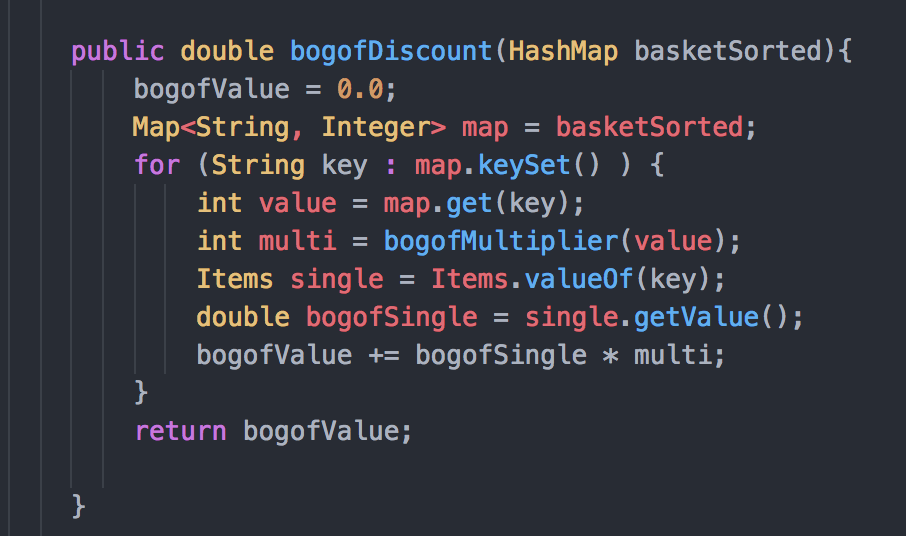 public double bogofDiscount(HashMap basketSorted){
bogofValue = 0.0;
Map<String, Integer> map = basketSorted;
for (String key : map.keySet() ) {
int value = map.get(key);
int multi = bogofMultiplier(value);
Items single = Items.valueOf(key);
double bogofSingle = single.getValue();
bogofValue += bogofSingle * multi;
}
return bogofValue;
}